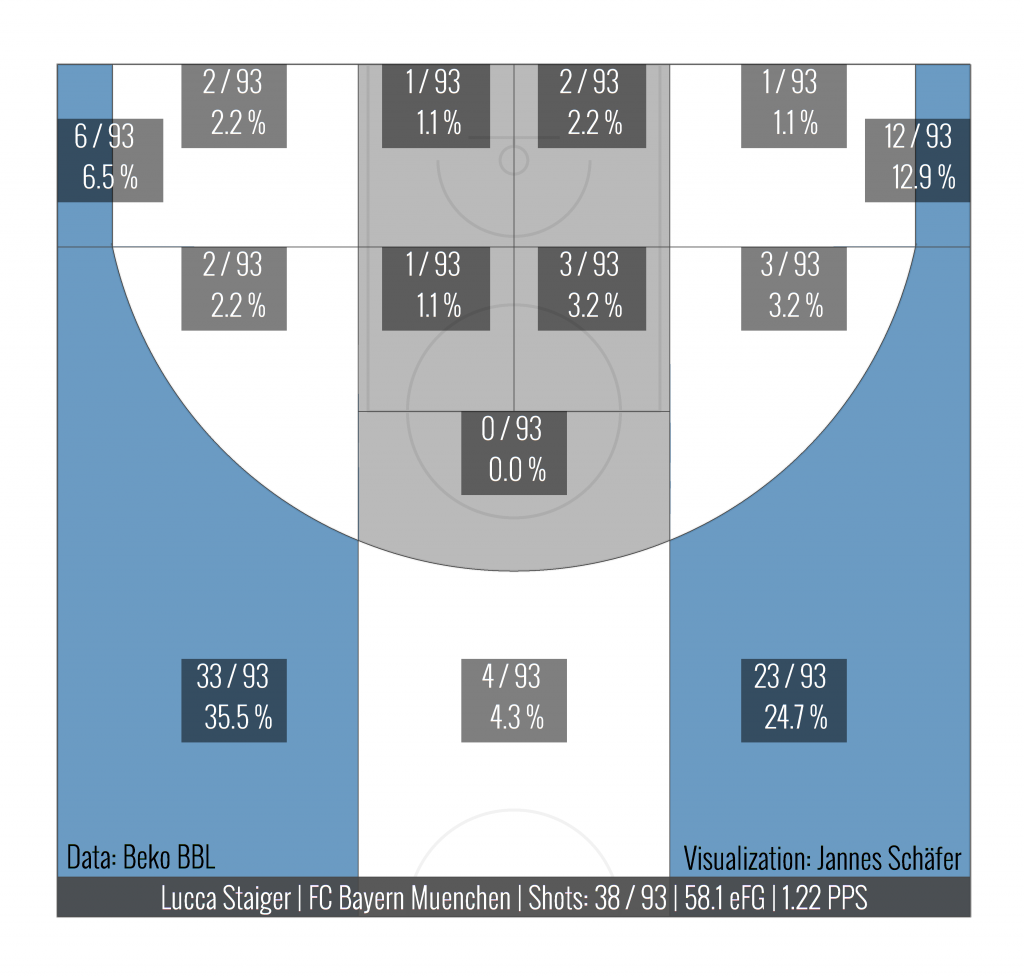 2 / 93
2.2 %
1 / 93
1.1 %
2 / 93
2.2 %
1 / 93
1.1 %
6 / 93
6.5 %
12 / 93
12.9 %
2 / 93
2.2 %
1 / 93
1.1 %
3 / 93
3.2 %
3 / 93
3.2 %
0 / 93
0.0 %
33 / 93
35.5 %
4 / 93
4.3 %
23 / 93
24.7 %
Data: Beko BBL
Visualization: Jannes Schäfer
Lucca Staiger | FC Bayern Muenchen | Shots: 38 / 93 | 58.1 eFG | 1.22 PPS